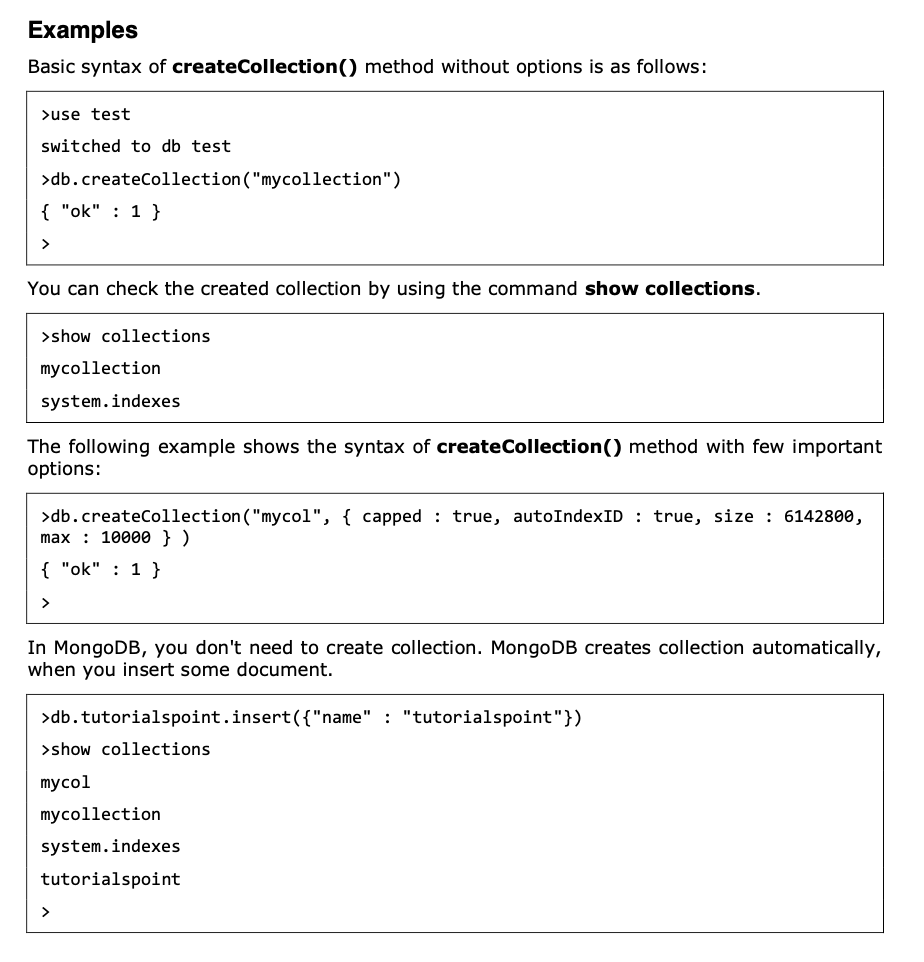 Examples
Basic syntax of createCollection() method without options is as follows:
>use test
switched to db test
>db.createCollection("mycollection")
{ "ok" : 1 }
>
You can check the created collection by using the command show collections.
>show collections
mycollection
system.indexes
The following example shows the syntax of createCollection() method with few important
options:
>db.createCollection("mycol", { capped : true, autoIndexID : true, size : 6142800,
max : 10000 } )
{ "ok" : 1 }
>
In MongoDB, you don't need to create collection. MongoDB creates collection automatically,
when you insert some document.
>db.tutorialspoint.insert({"name" : "tutorialspoint"})
>show collections
mycol
mycollection
system.indexes
tutorialspoint
>